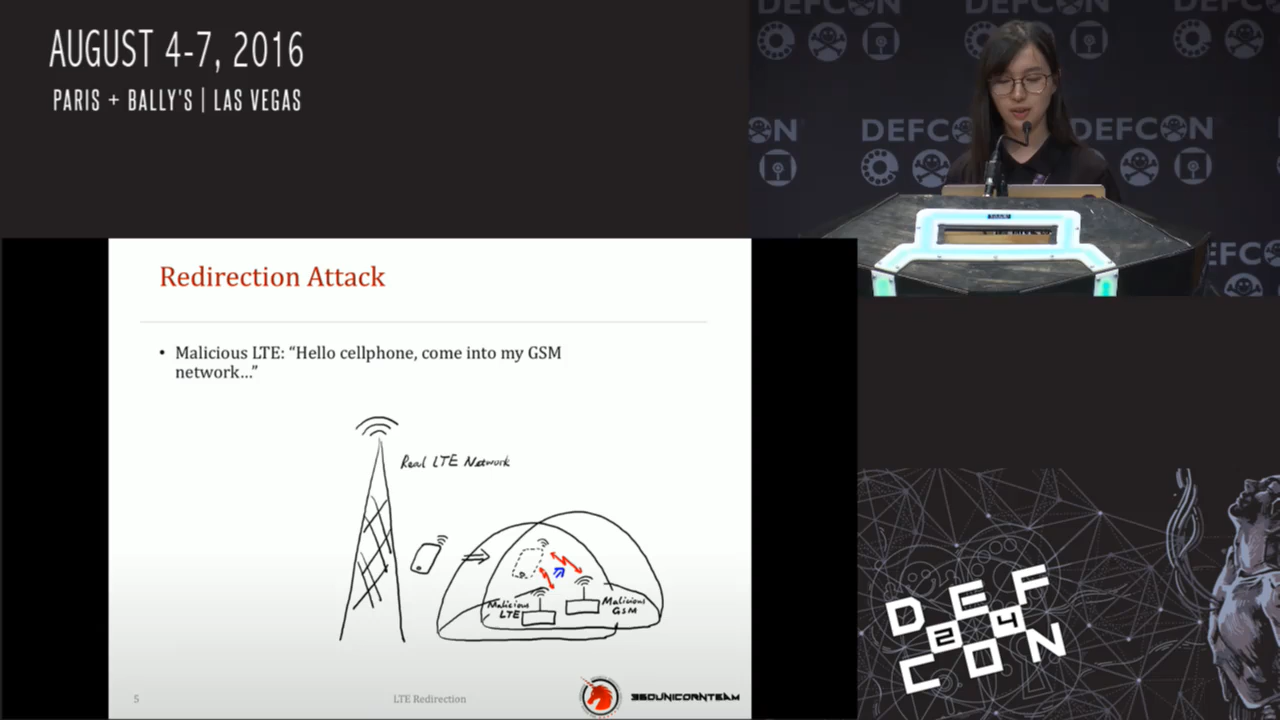 AUGUST 4-7, 2016
PARIS + BALLY'S | LAS VEGAS
DEFCON DEFCON
DEFCON DEFCON
Redirection Attack
• Malicious LTE: “Hello cellphone, come into my GSM
network...”
Real LTE Network
Malicious
LTE
Malicious
GSM
5
LTE Redirection
360UNICORNTEAM
DEF
24
CON